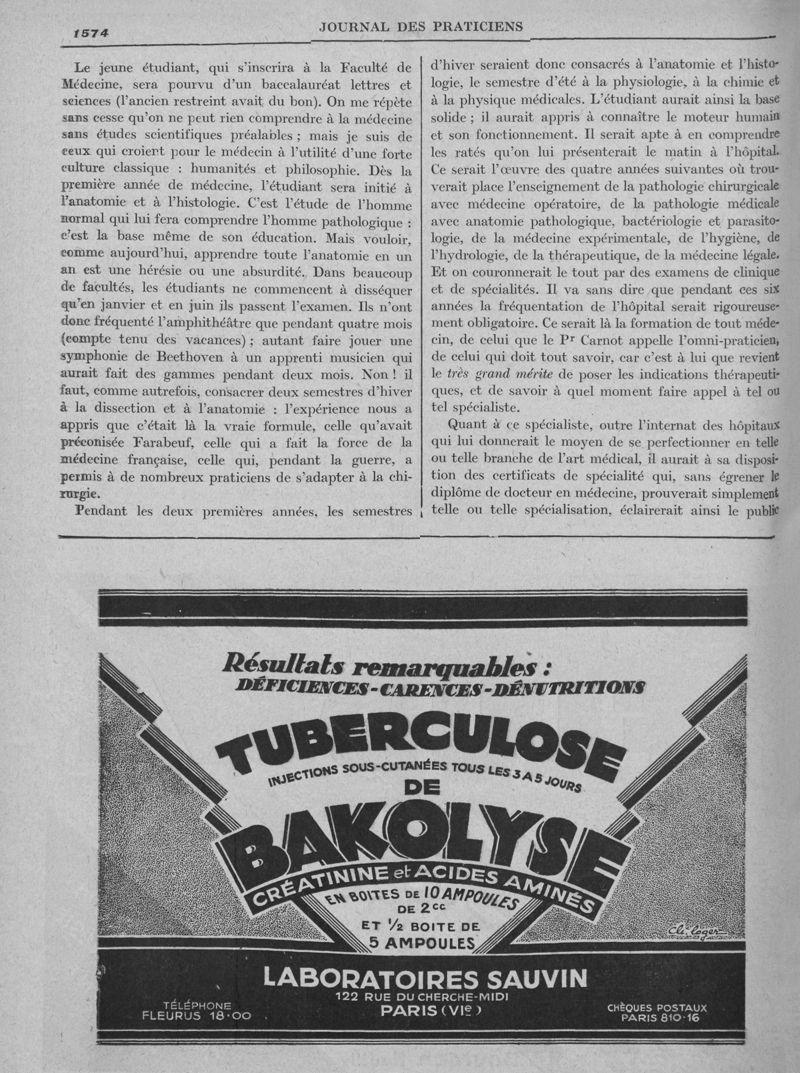 1574
JOURNAL DES PRATICIENS
Le jeune étudiant, qui s'inscrira à la Faculté de
Médecine, sera pourvu d'un baccalauréat lettres et
sciences (l'ancien restreint avait du bon). On me répète
sans cesse qu'on ne peut rien comprendre à la médecine
sans études scientifiques préalables ; mais je suis de
ceux qui croient pour le médecin à l'utilité d'une forte
culture classique : humanités et philosophie. Dès la
première année de médecine, l'étudiant sera initié à
l'anatomie et à l'histologie. C'est l'étude de l'homme
normal qui lui fera comprendre l'homme pathologique :
c'est la base même de son éducation. Mais vouloir,
comme aujourd'hui, apprendre toute l'anatomie en un
an est une hérésie ou une absurdité. Dans beaucoup
de facultés, les étudiants ne commencent à disséquer
qu'en janvier et en juin ils passent l'examen. Ils n'ont
donc fréquenté l'amphithéâtre que pendant quatre mois
(compte tenu des vacances) ; autant faire jouer une
symphonie de Beethoven à un apprenti musicien qui
aurait fait des gammes pendant deux mois. Non ! il
faut, comme autrefois, consacrer deux semestres d'hiver
à la dissection et à l'anatomie : l'expérience nous a
appris que c'était là la vraie formule, celle qu'avait
préconisée Farabeuf, celle qui a fait la force de la
médecine française, celle qui, pendant la guerre, a
permis à de nombreux praticiens de s'adapter à la chi-
rurgie.
Pendant les deux premières années, les semestres
d'hiver seraient donc consacrés à l'anatomie et l'histo-
logie, le semestre d'été à la physiologie, à la chimie et
à la physique médicales. L'étudiant aurait ainsi la base
solide ; il aurait appris à connaître le moteur humain
et son fonctionnement. Il serait apte à en comprendre
les ratés qu'on lui présenterait le matin à l'hôpital.
Ce serait l'œuvre des quatre années suivantes où trou-
verait place l'enseignement de la pathologie chirurgicale
avec médecine opératoire, de la pathologie médicale
avec anatomie pathologique, bactériologie et parasito-
logie, de la médecine expérimentale, de l'hygiène, de
l'hydrologie, de la thérapeutique, de la médecine légale.
Et on couronnerait le tout par des examens de clinique
et de spécialités. Il va sans dire que pendant ces six
années la fréquentation de l'hôpital serait rigoureuse-
ment obligatoire. Ce serait là la formation de tout méde-
cin, de celui que le Pr Carnot appelle l'omni-praticien,
de celui qui doit tout savoir, car c'est à lui que revient
le très grand mérite de poser les indications thérapeuti-
ques, et de savoir à quel moment faire appel à tel ou
tel spécialiste.
Quant à ce spécialiste, outre l'internat des hôpitaux
qui lui donnerait le moyen de se perfectionner en telle
ou telle branche de l'art médical, il aurait à sa disposi-
tion des certificats de spécialité qui, sans égrener le
diplôme de docteur en médecine, prouverait simplement
telle ou telle spécialisation, éclairerait ainsi le public
Résultats remarquables :
DÉFICIENCES-CARENCES-DÉNUTRITIONS
TUBERCULOSE
INJECTIONS SOUS-CUTANÉES TOUS LES 3 A 5 JOURS
DE
BAKOLYSE
CRÉATININE et ACIDES AMINÉS
EN BOITES DE 10 AMPOULES
DE 2cc
ET 1/2 BOITE DE
5 AMPOULES
Clé. Leger
LABORATOIRES SAUVIN
122 RUE DU CHERCHE-MIDI
PARIS (VIe)
TÉLÉPHONE
FLEURUS 18-00
CHÈQUES POSTAUX
PARIS 810-16